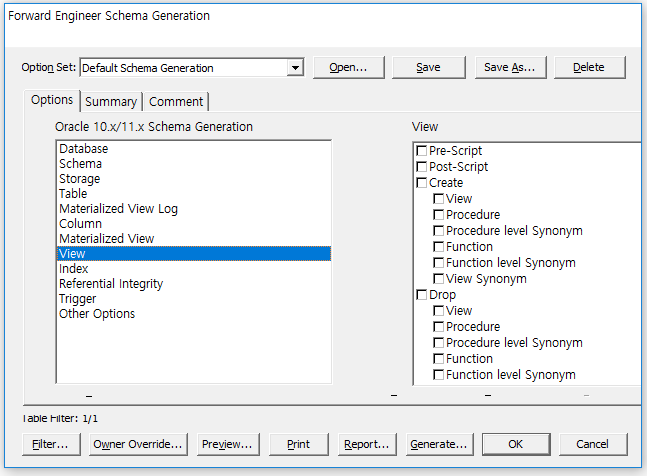 Forward Engineer Schema Generation
Option Set: Default Schema Generation Open... Save Save As... Delete
Options Summary Comment
Oracle 10.x/11.x Schema Generation
Database
Schema
Storage
Table
Materialized View Log
Column
Materialized View
View
Index
Referential Integrity
Trigger
Other Options
View
Pre-Script
Post-Script
Create
View
Procedure
Procedure level Synonym
Function
Function level Synonym
View Synonym
Drop
View
Procedure
Procedure level Synonym
Function
Function level Synonym
Table Filter: 1/1
Filter... Owner Override... Preview... Print Report... Generate... OK Cancel